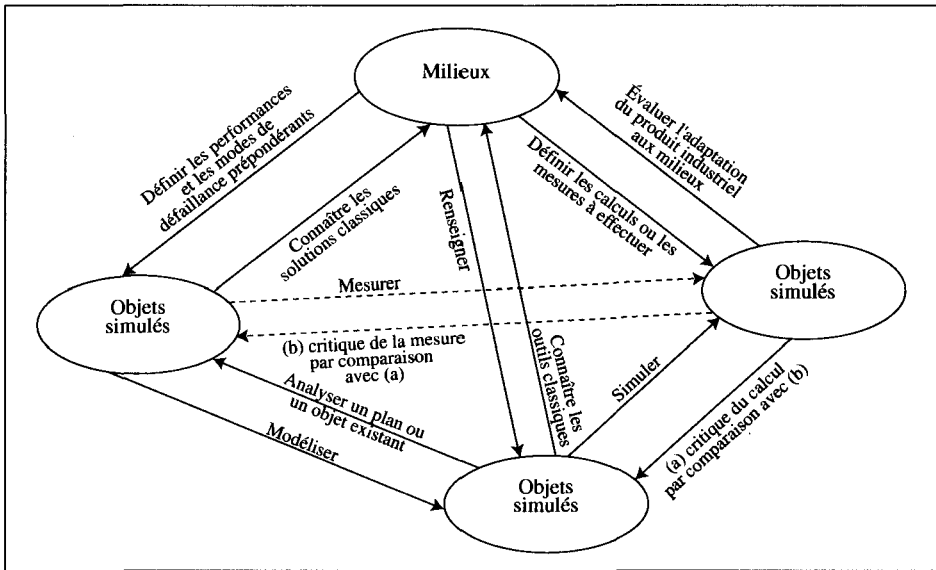 Milieux
Définir les performances
et les modes de
défaillance prépondérants
Connaître les
solutions classiques
Renseigner
Définir les calculs ou les
mesures à effectuer
Évaluer l'adaptation
du produit industriel
aux milieux
Objets
simulés
Mesurer
Objets
simulés
(b) critique de la mesure
par comparaison
avec (a)
Connaître les
outils classiques
Simuler
Analyser un plan ou
un objet existant
Modéliser
(a) critique du calcul
par comparaison avec (b)
Objets
simulés